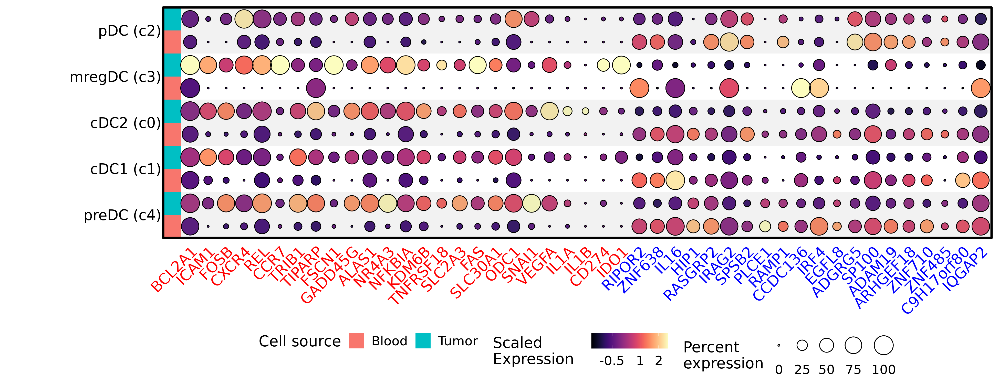 pDC (c2)
mregDC (c3)
cDC2 (c0)
cDC1 (c1)
preDC (c4)
BCL2A1
ICAM1
FOSB
CXCR4
REL
CCR7
TRIB1
TIPARP
FSCN1
GADD45G
ALAS1
NR4A3
NFKBIA
KDM6B
TNFRSF18
SLC2A3
FAS
SLC30A1
ODC1
SNAI1
VEGFA
IL1A
IL1B
CD274
IDO1
RIPOR2
ZNF638
IL16
HIP1
RASGRP2
IRAG2
SPSB2
PLCE1
RAMP1
CCDC136
IRF4
EGFL8
ADGRG5
SP100
ADAM19
ARHGEF18
ZNF710
ZNF485
C9H17orf80
IQGAP2
Cell source Blood Tumor
Scaled
Expression
-0.5 1 2
Percent
expression
0 25 50 75 100